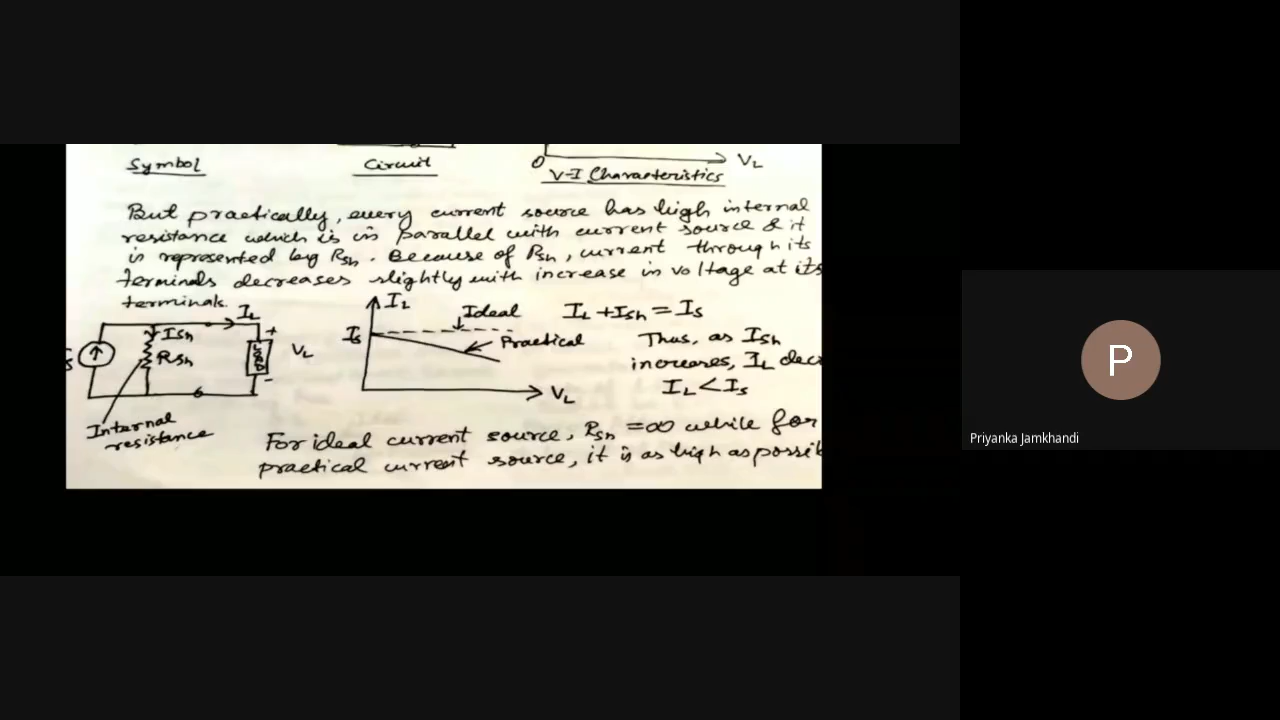 Symbol
Circuit
O
VL
V-I Characteristics
But practically, every current source has high internal
resistance which is in parallel with current source & it
is represented by Rsh. Because of Rsh, current through its
terminals decreases slightly with increase in voltage at its
terminals.
IL
Ish
Rsh
LOAD
+
-
VL
Internal
resistance
IL
Is
Ideal
Practical
VL
IL + Ish = Is
Thus, as Ish
increases, IL decr
IL < Is
For ideal current source, Rsh = ∞ while for
practical current source, it is as high as possib
P
Priyanka Jamkhandi